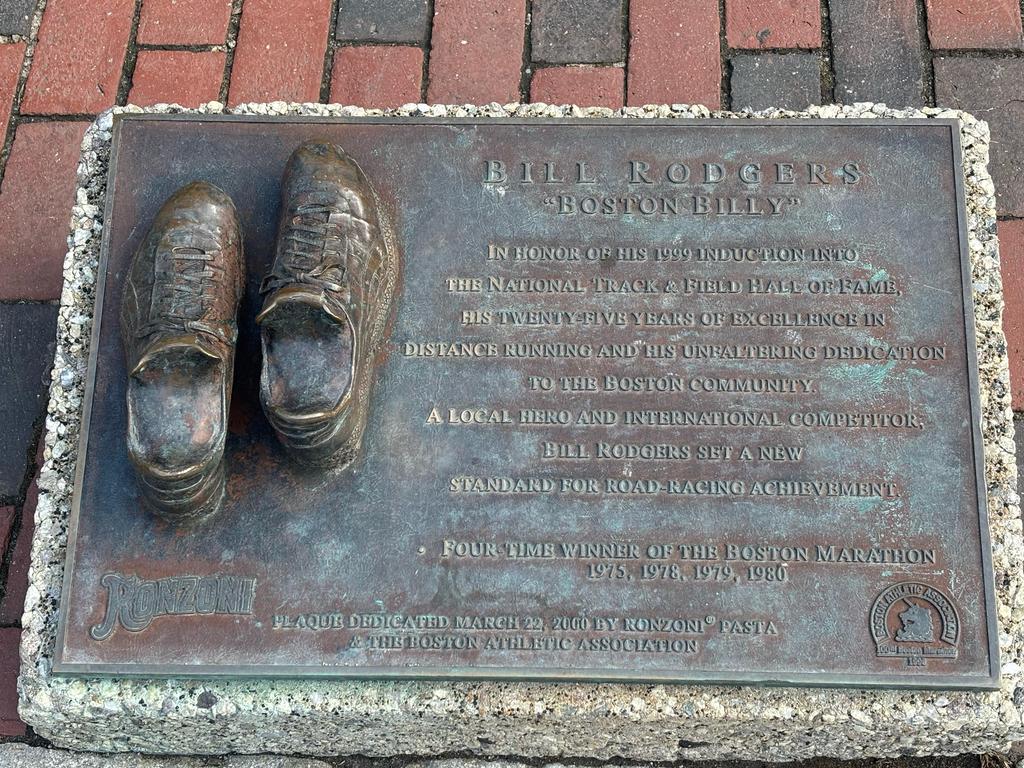 BILL RODGERS
"BOSTON BILLY"
IN HONOR OF HIS 1999 INDUCTION INTO
THE NATIONAL TRACK & FIELD HALL OF FAME,
HIS TWENTY-FIVE YEARS OF EXCELLENCE IN
DISTANCE RUNNING AND HIS UNFALTERING DEDICATION
TO THE BOSTON COMMUNITY.
A LOCAL HERO AND INTERNATIONAL COMPETITOR,
BILL RODGERS SET A NEW
STANDARD FOR ROAD-RACING ACHIEVEMENT.
• FOUR-TIME WINNER OF THE BOSTON MARATHON
1975, 1978, 1979, 1980
RONZONI
PLAQUE DEDICATED MARCH 22, 2000 BY RONZONI® PASTA
& THE BOSTON ATHLETIC ASSOCIATION
BOSTON ATHLETIC ASSOCIATION
Boston Marathon